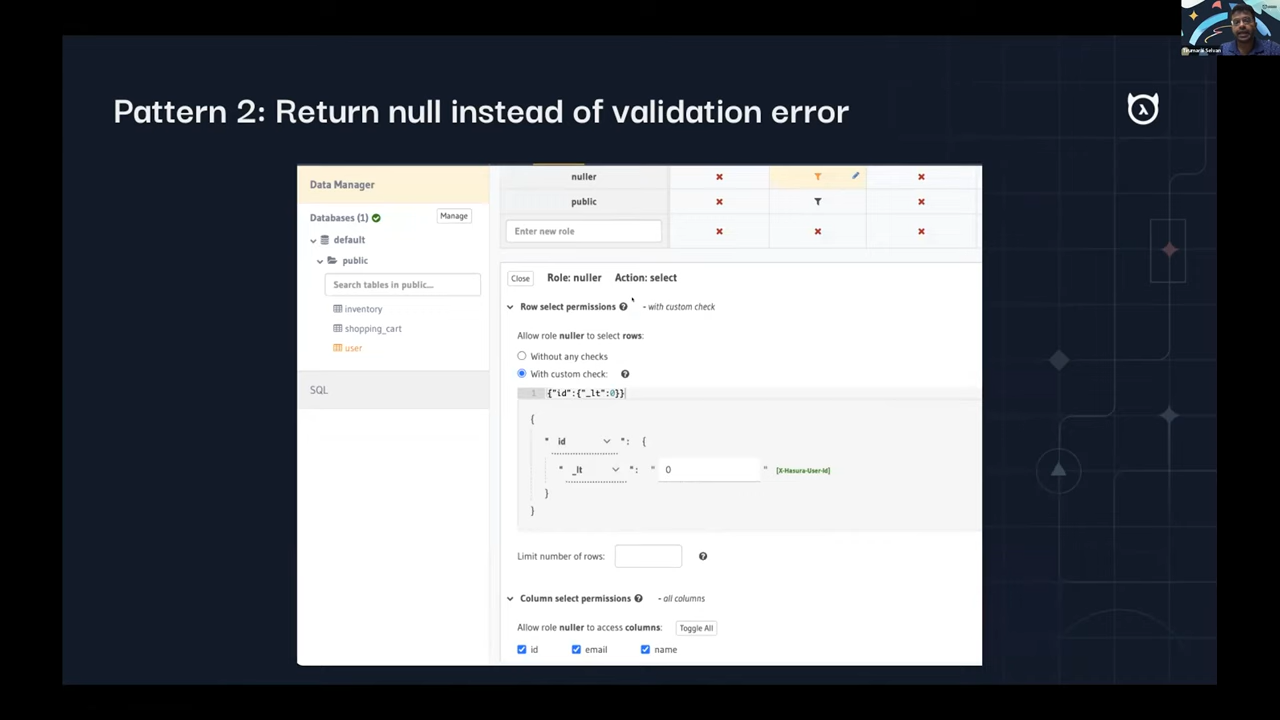 Tirumarai Selvan
Pattern 2: Return null instead of validation error
Data Manager
Databases (1)
Manage
default
public
Search tables in public...
inventory
shopping_cart
user
SQL
nuller
public
Enter new role
Close
Role: nuller Action: select
Row select permissions - with custom check
Allow role nuller to select rows:
Without any checks
With custom check:
1 {"id":{"_lt":0}}
{
" id ": {
" _lt ": " 0 " [X-Hasura-User-Id]
}
}
Limit number of rows:
Column select permissions - all columns
Allow role nuller to access columns: Toggle All
id email name